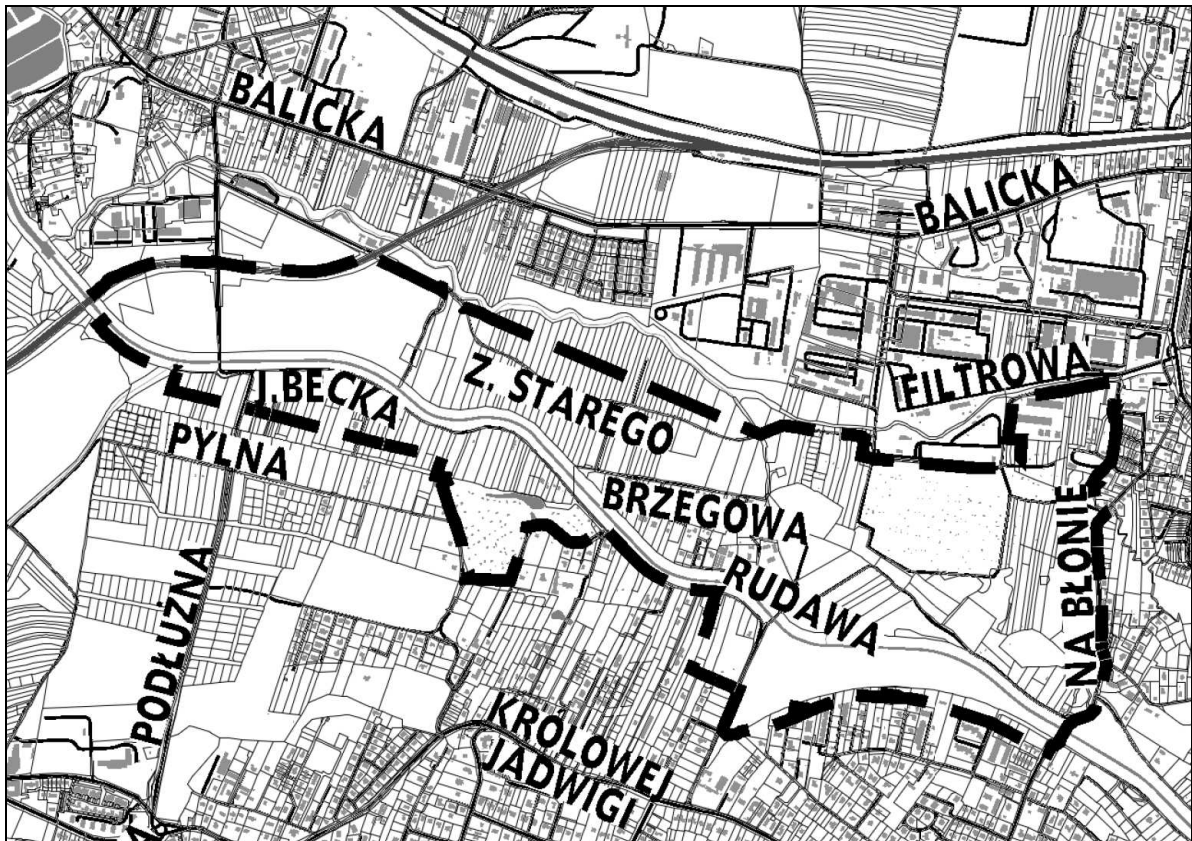 BALICKA
BALICKA
FILTROWA
Z. STAREGO
J.BECKA
PYLNA
BRZEGOWA
NA BŁONIE
RUDAWA
PODŁUŻNA
KRÓLOWEJ
JADWIGI